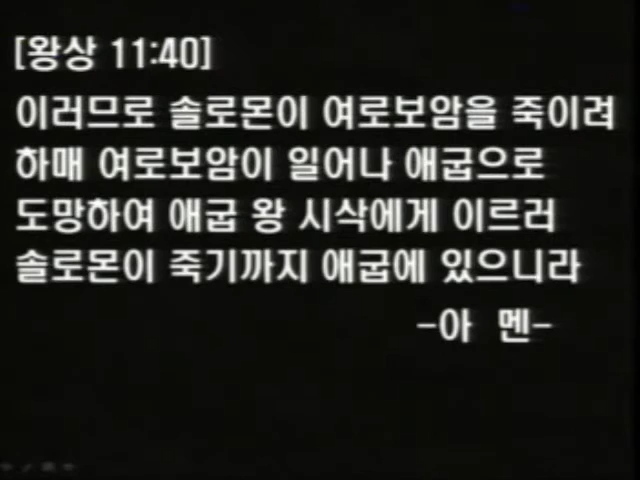 [왕상 11:40]
이러므로 솔로몬이 여로보암을 죽이려
하매 여로보암이 일어나 애굽으로
도망하여 애굽 왕 시삭에게 이르러
솔로몬이 죽기까지 애굽에 있으니라
-아 멘-